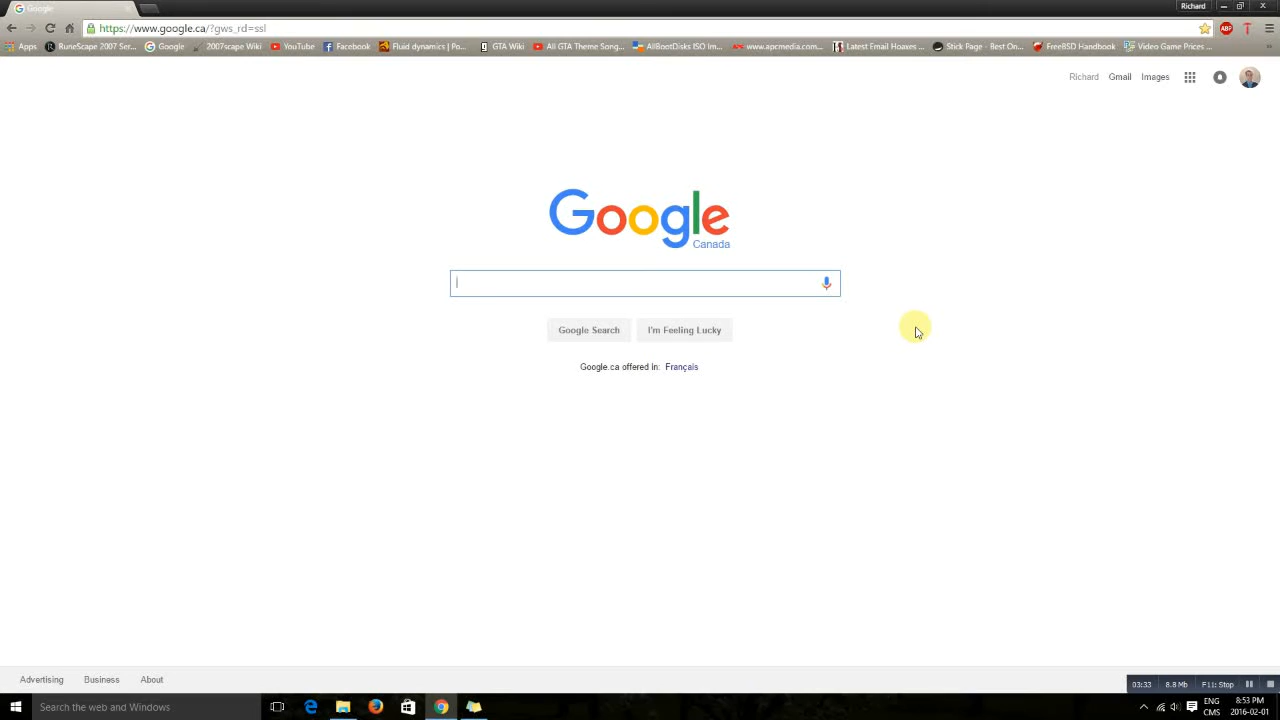 Google
Richard
https://www.google.ca/?gws_rd=ssl
Apps RuneScape 2007 Ser... Google 2007scape Wiki YouTube Facebook Fluid dynamics | Po... GTA Wiki All GTA Theme Song... AllBootDisks ISO Im... www.apcmedia.com... Latest Email Hoaxes ... Stick Page - Best On... FreeBSD Handbook Video Game Prices ... »
ABP
Richard Gmail Images
Google
Canada
Google Search I'm Feeling Lucky
Google.ca offered in: Français
Advertising Business About
03:33 8.8 Mb F11: Stop
Search the web and Windows
ENG
CMS
8:53 PM
2016-02-01